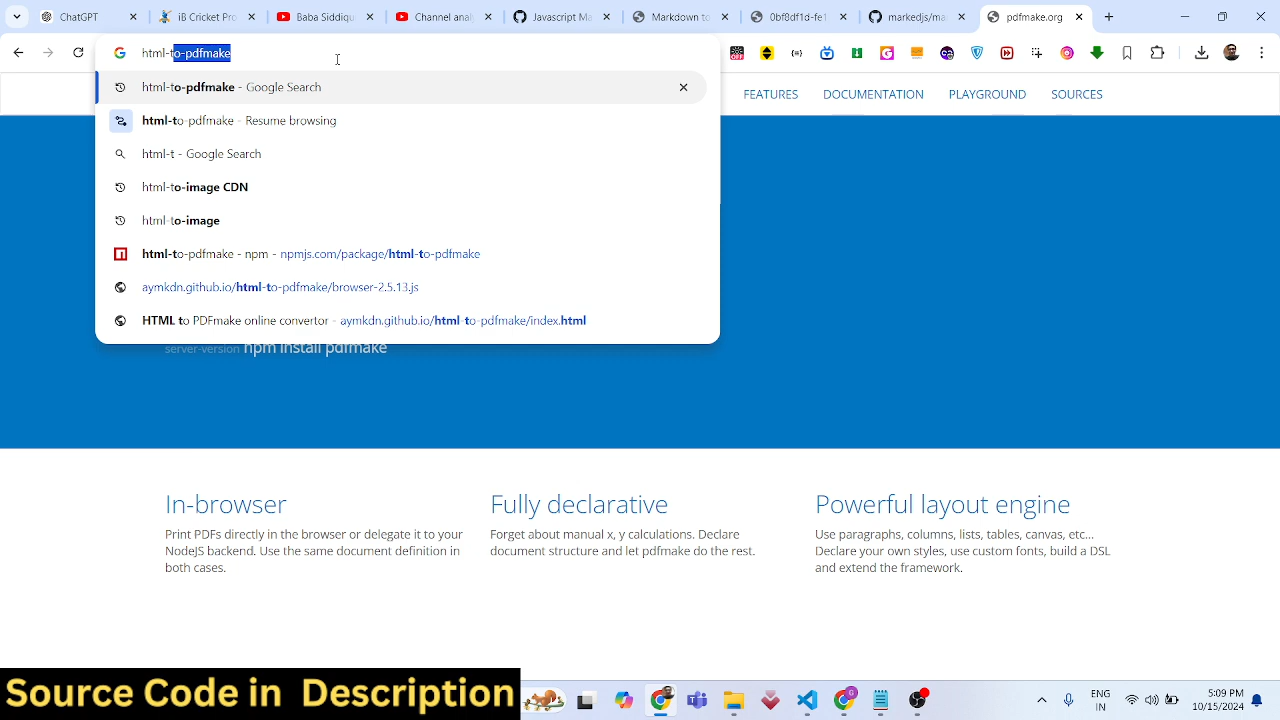 ChatGPT
iB Cricket Pro
Baba Siddiqu
Channel anal
Javascript Ma
Markdown to
0bf8df1d-fe
markedjs/ma
pdfmake.org
html-to-pdfmake
OFF
html-to-pdfmake - Google Search
html-to-pdfmake - Resume browsing
html-t - Google Search
html-to-image CDN
html-to-image
html-to-pdfmake - npm - npmjs.com/package/html-to-pdfmake
aymkdn.github.io/html-to-pdfmake/browser-2.5.13.js
HTML to PDFmake online convertor - aymkdn.github.io/html-to-pdfmake/index.html
FEATURES DOCUMENTATION PLAYGROUND SOURCES
server-version npm install pdfmake
In-browser
Print PDFs directly in the browser or delegate it to your
NodeJS backend. Use the same document definition in
both cases.
Fully declarative
Forget about manual x, y calculations. Declare
document structure and let pdfmake do the rest.
Powerful layout engine
Use paragraphs, columns, lists, tables, canvas, etc...
Declare your own styles, use custom fonts, build a DSL
and extend the framework.
Source Code in Description
ENG
IN
5:09 PM
10/15/2024